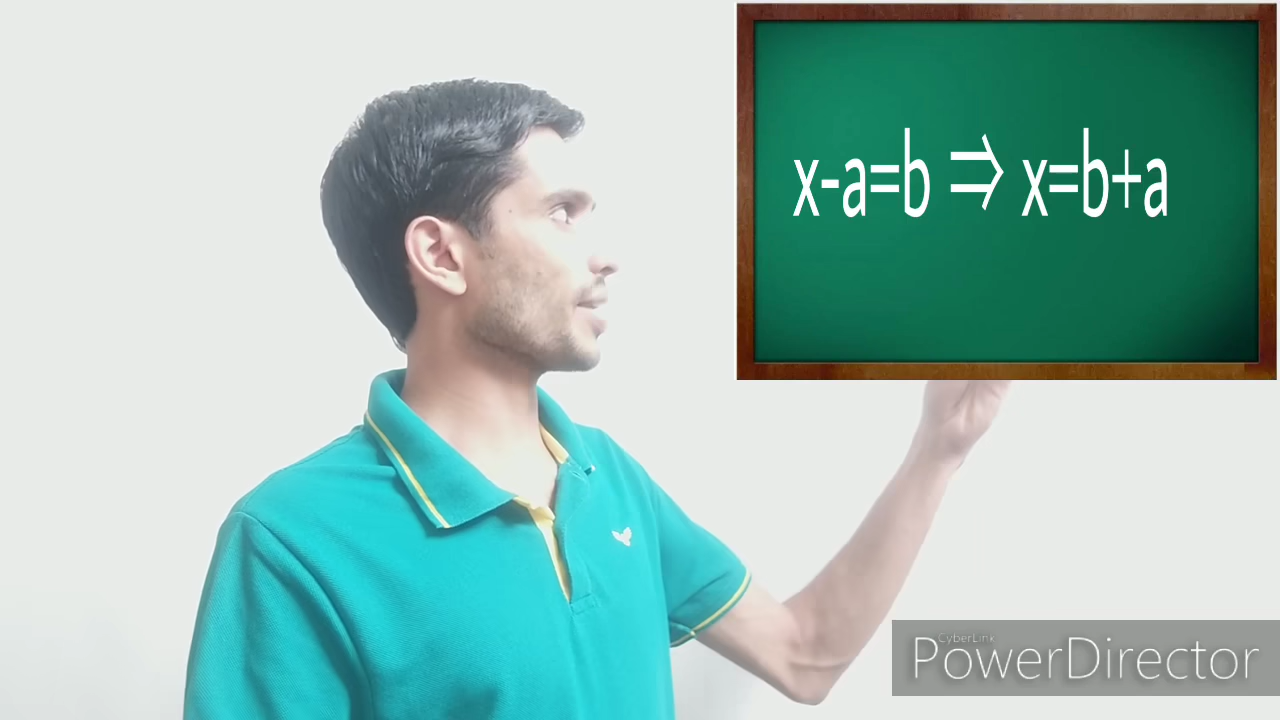 x-a=b ⇒ x=b+a
CyberLink
PowerDirector